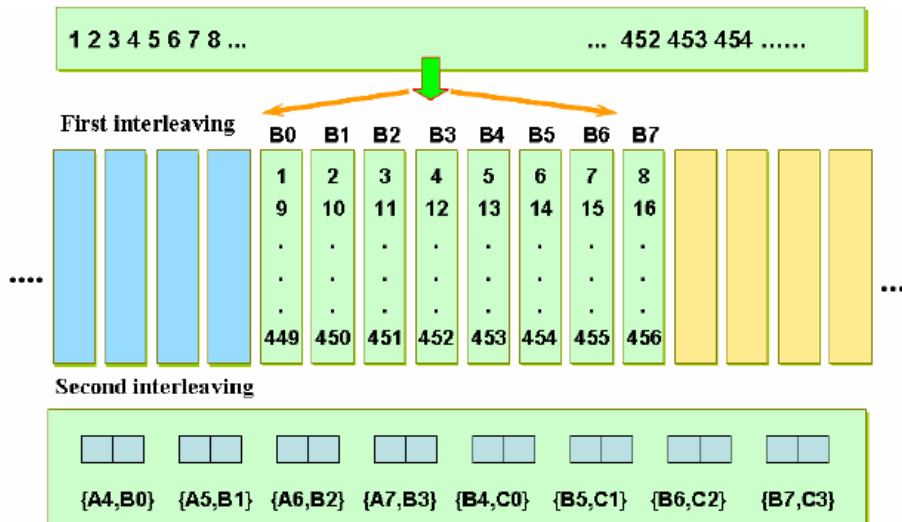 1 2 3 4 5 6 7 8 ... ... 452 453 454 ......
First interleaving
B0 B1 B2 B3 B4 B5 B6 B7
1 2 3 4 5 6 7 8
9 10 11 12 13 14 15 16
. . . . . . . .
.... . . . . . . . . ...
. . . . . . . .
449 450 451 452 453 454 455 456
Second interleaving
{A4,B0} {A5,B1} {A6,B2} {A7,B3} {B4,C0} {B5,C1} {B6,C2} {B7,C3}